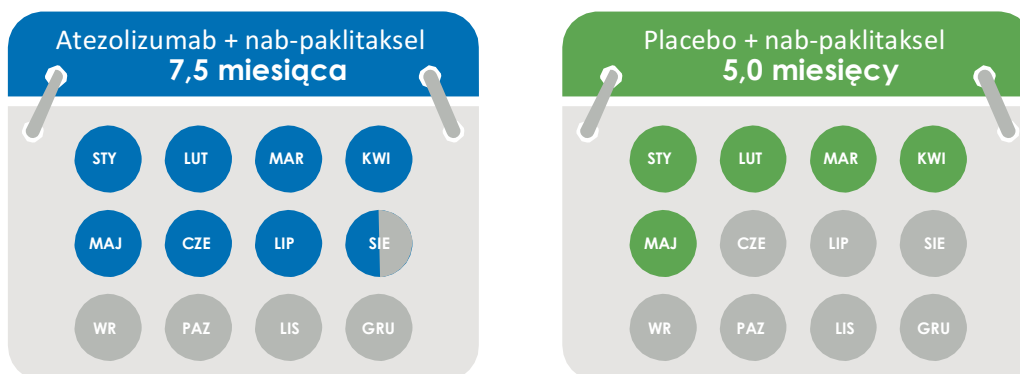 Atezolizumab + nab-paklitaksel
7,5 miesiąca
STY LUT MAR KWI
MAJ CZE LIP SIE
WR PAZ LIS GRU
Placebo + nab-paklitaksel
5,0 miesięcy
STY LUT MAR KWI
MAJ CZE LIP SIE
WR PAZ LIS GRU